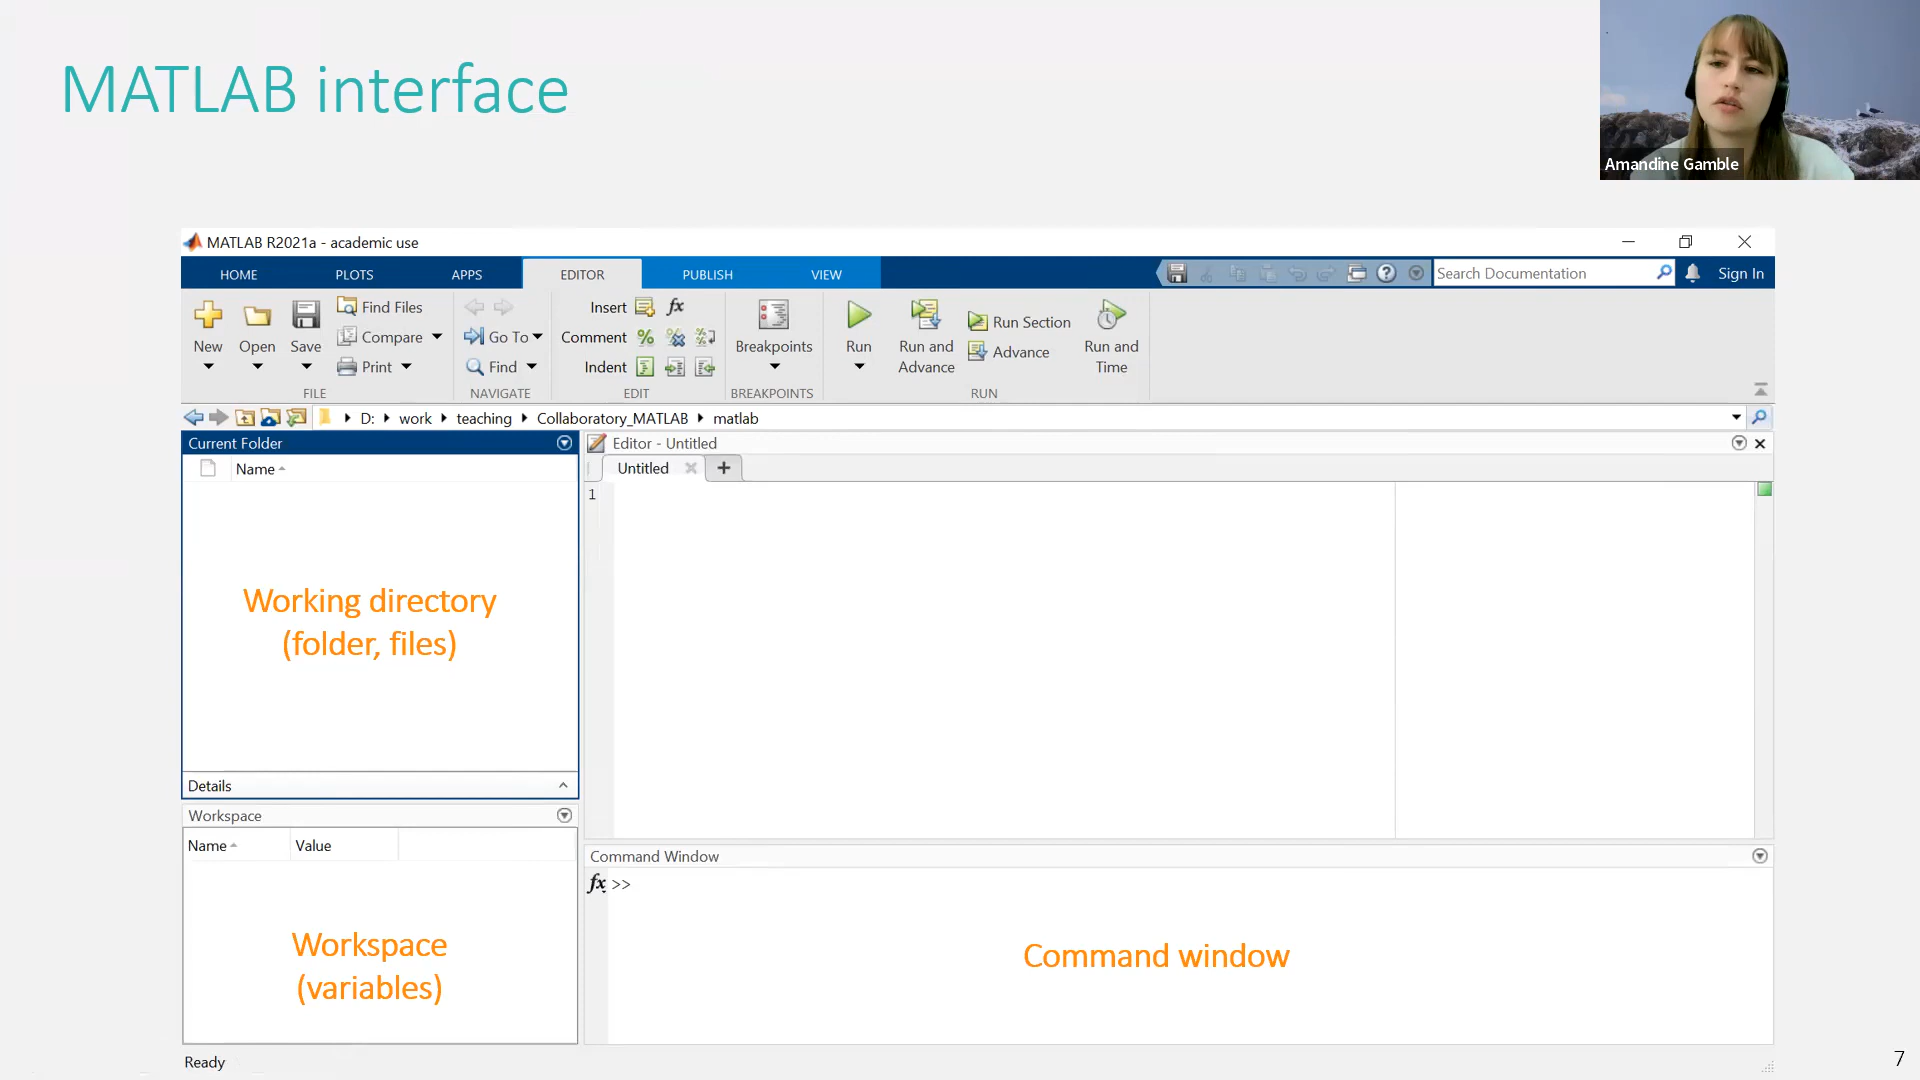 MATLAB interface
Amandine Gamble
MATLAB R2021a - academic use
HOME PLOTS APPS EDITOR PUBLISH VIEW Search Documentation Sign In
New Open Save Find Files Compare Print
FILE
Go To Find
NAVIGATE
Insert fx
Comment % % %
Indent
EDIT
Breakpoints
BREAKPOINTS
Run
Run and Advance
Run Section
Advance
Run and Time
RUN
D: work teaching Collaboratory_MATLAB matlab
Current Folder
Name
Working directory
(folder, files)
Details
Editor - Untitled
Untitled +
1
Workspace
Name Value
Workspace
(variables)
Command Window
fx >>
Command window
Ready
7